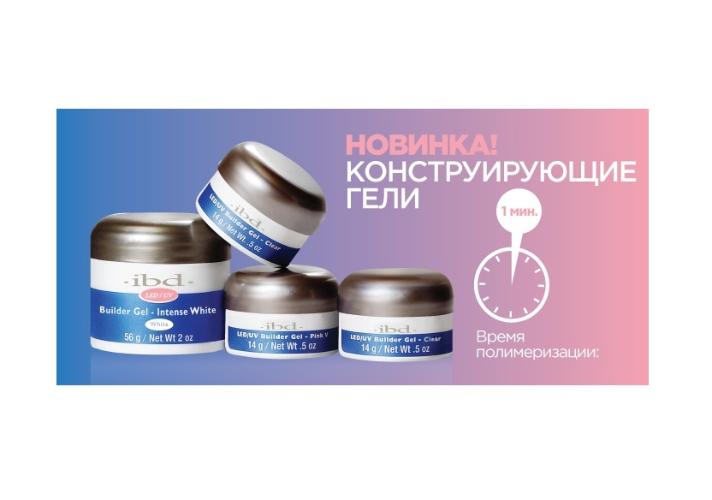 НОВИНКА!
КОНСТРУИРУЮЩИЕ
ГЕЛИ
1 мин.
Время
полимеризации:
ibd
LED/UV Builder Gel - Clear
14 g / Net Wt. .5 oz
ibd
LED / UV
Builder Gel - Intense White
White
56 g / Net Wt 2 oz
ibd
LED/UV Builder Gel - Pink V
14 g / Net Wt .5 oz
ibd
LED/UV Builder Gel - Clear
14 g / Net Wt .5 oz